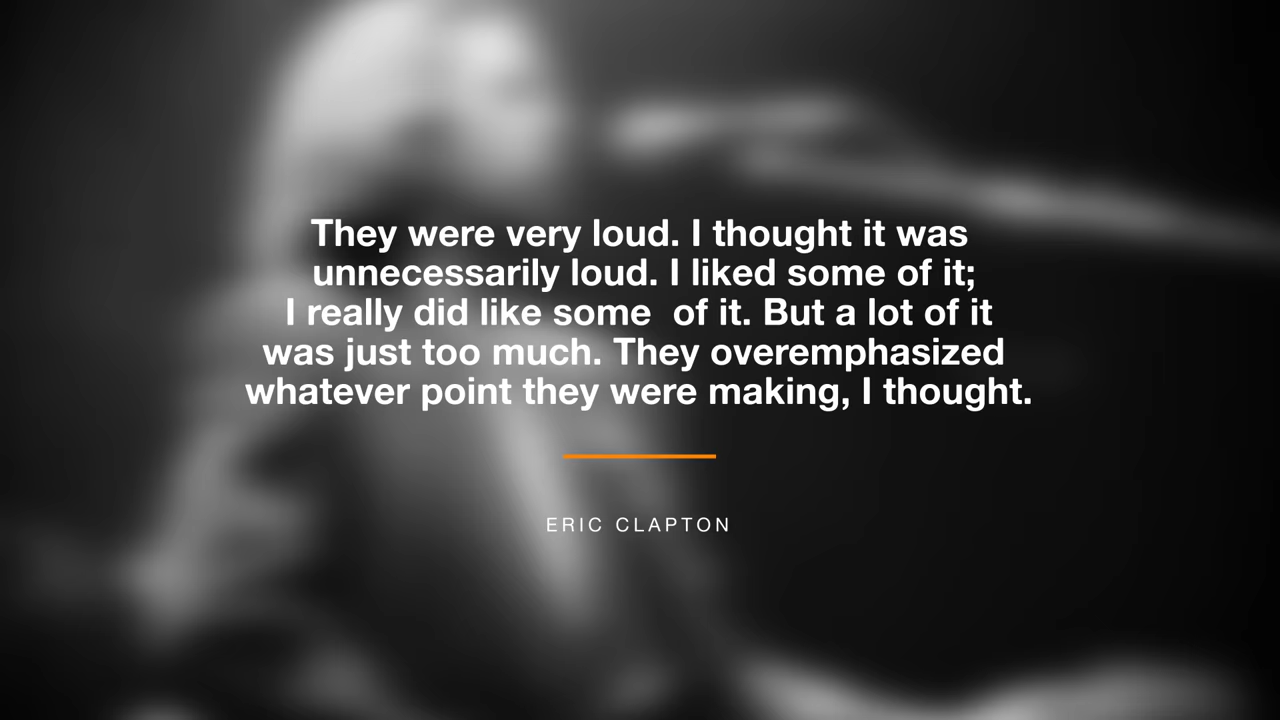 They were very loud. I thought it was
unnecessarily loud. I liked some of it;
I really did like some  of it. But a lot of it
was just too much. They overemphasized
whatever point they were making, I thought.
ERIC CLAPTON